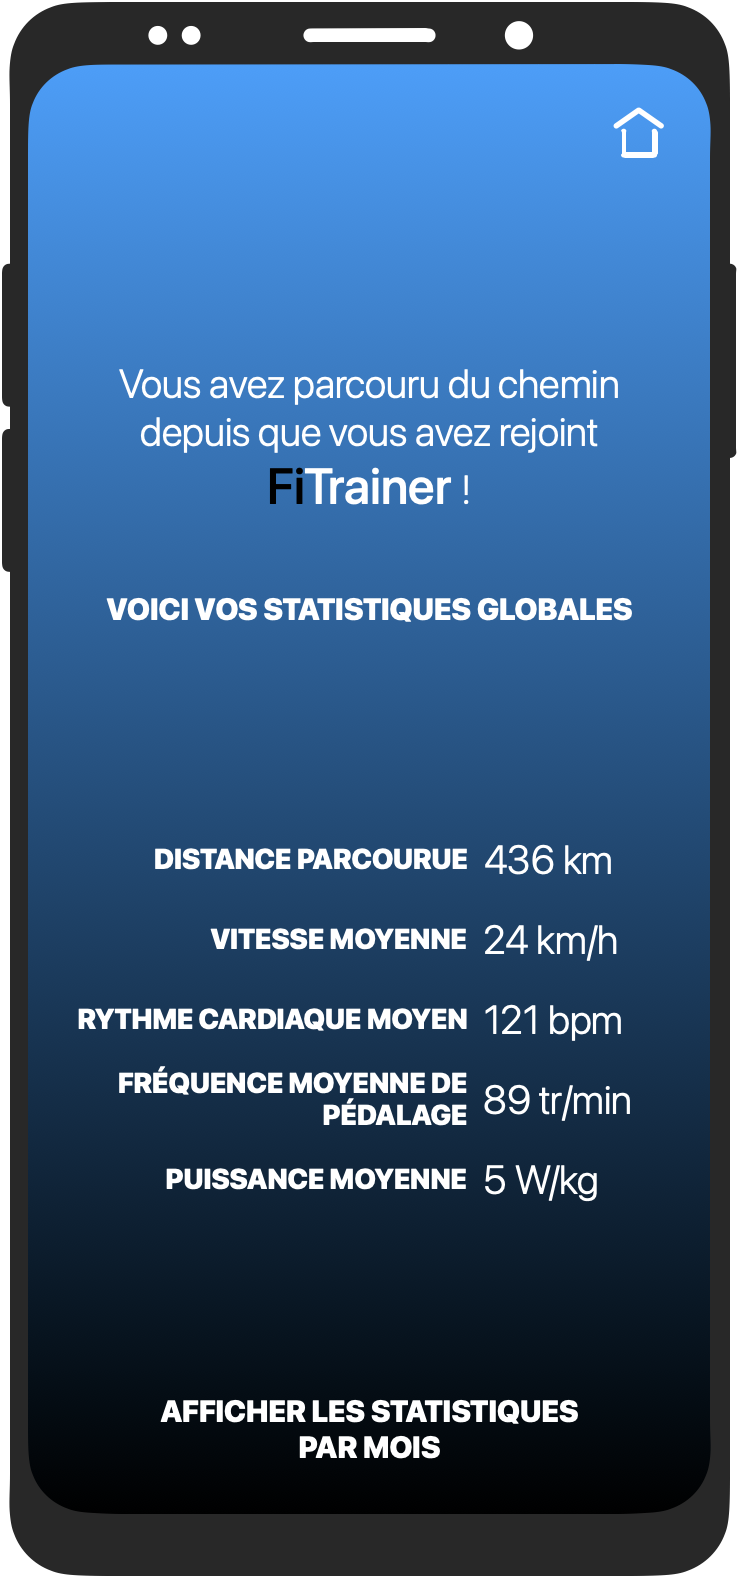 Vous avez parcouru du chemin
depuis que vous avez rejoint
FiTrainer !
VOICI VOS STATISTIQUES GLOBALES
DISTANCE PARCOURUE 436 km
VITESSE MOYENNE 24 km/h
RYTHME CARDIAQUE MOYEN 121 bpm
FRÉQUENCE MOYENNE DE
PÉDALAGE 89 tr/min
PUISSANCE MOYENNE 5 W/kg
AFFICHER LES STATISTIQUES
PAR MOIS